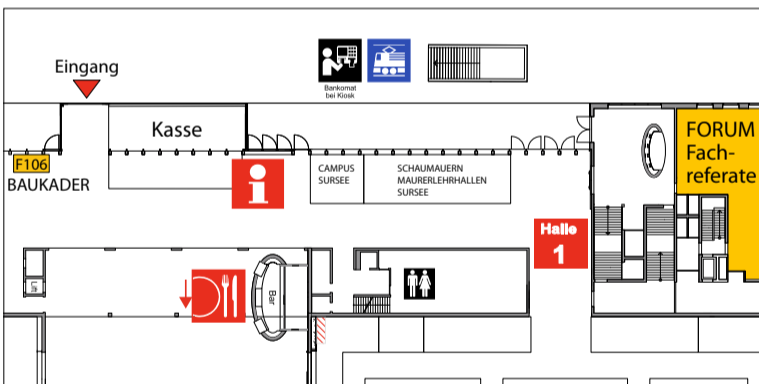 Eingang
Bankomat
bei Kiosk
Kasse
F106
BAUKADER
i
CAMPUS
SURSEE
SCHAUMAUERN
MAURERLEHRHALLEN
SURSEE
FORUM
Fach-
referate
Halle
1
Lift
Bar